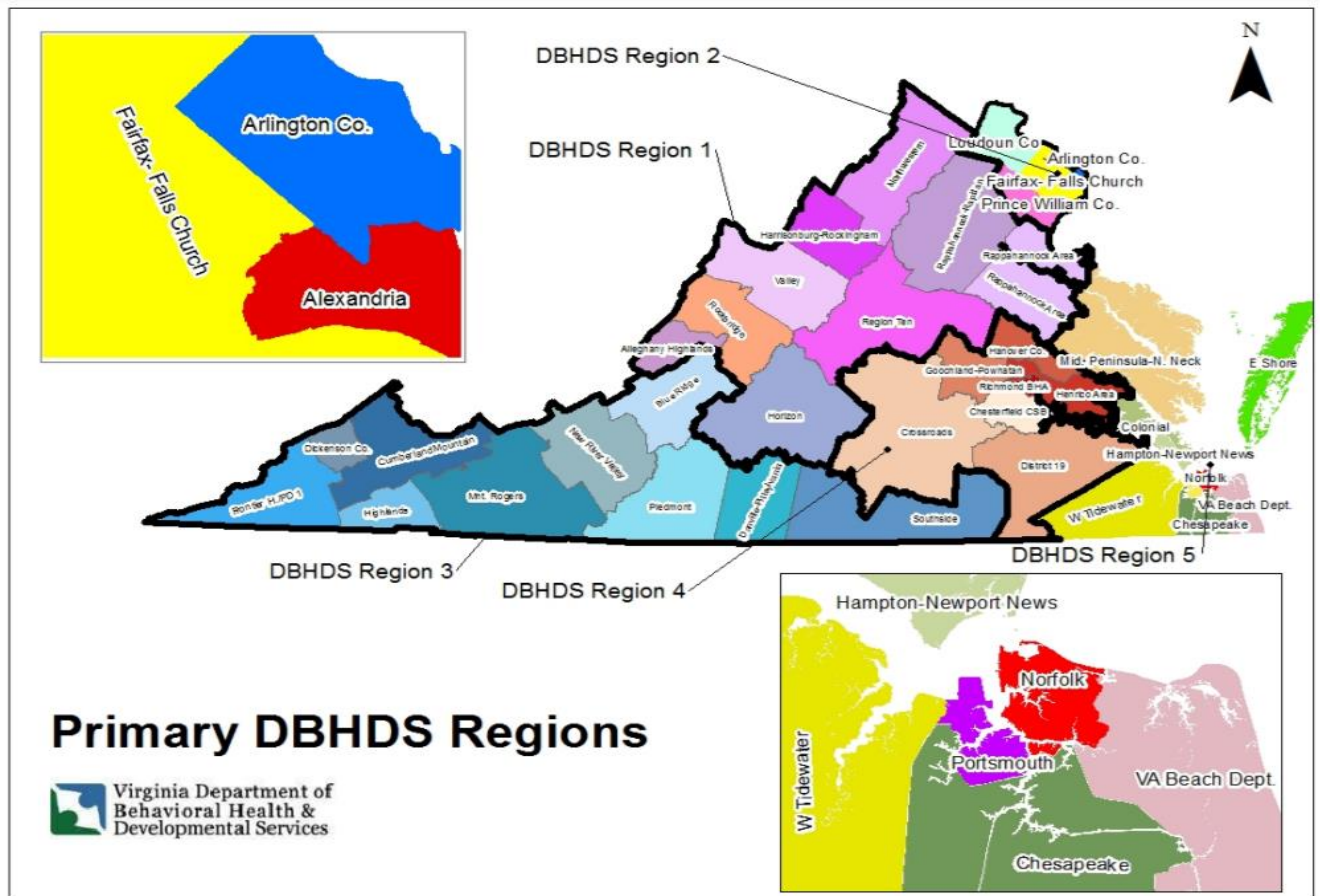 DBHDS Region 2
N
DBHDS Region 1
Arlington Co.
Fairfax- Falls Church
Alexandria
Loudoun Co
Arlington Co.
Fairfax- Falls Church
Prince William Co.
Northwestern
Harrisonburg-Rockingham
Rappahannock-Rapidan
Rappahannock Area
Rappahannock Area
Valley
Rockbridge
Region Ten
Alleghany Highlands
Hanover Co.
Mid- Peninsula-N. Neck
E Shore
Goochland-Powhatan
Richmond BHA
Henrico Area
Blue Ridge
Horizon
Chesterfield CSB
Colonial
Crossroads
Dickenson Co.
Cumberland Mountain
New River Valley
District 19
Hampton-Newport News
Norfolk
VA Beach Dept.
Chesapeake
W Tidewater
Mnt. Rogers
Highlands
Piedmont
Danville-Pittsylvania
Southside
DBHDS Region 3
DBHDS Region 4
DBHDS Region 5
Hampton-Newport News
Norfolk
W Tidewater
Portsmouth
VA Beach Dept.
Chesapeake
Primary DBHDS Regions
Virginia Department of
Behavioral Health &
Developmental Services